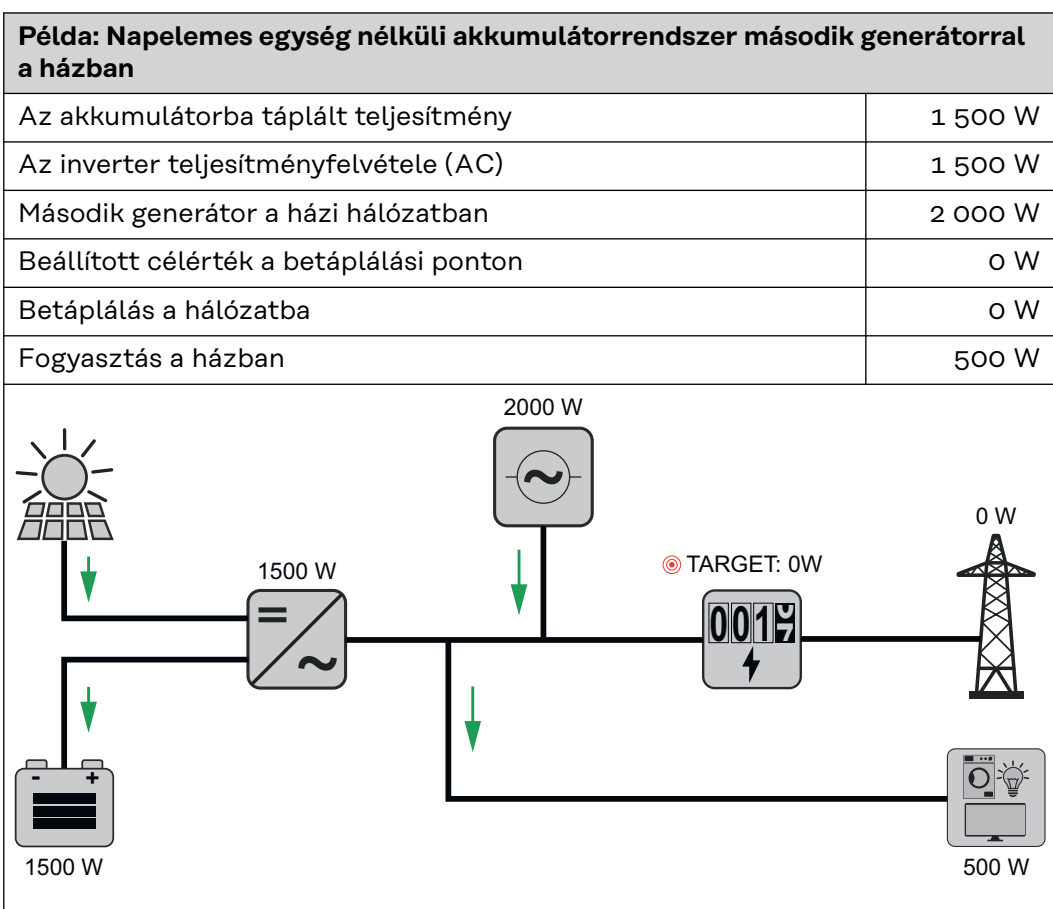 Példa: Napelemes egység nélküli akkumulátorrendszer második generátorral
a házban
Az akkumulátorba táplált teljesítmény 1 500 W
Az inverter teljesítményfelvétele (AC) 1 500 W
Második generátor a házi hálózatban 2 000 W
Beállított célérték a betáplálási ponton 0 W
Betáplálás a hálózatba 0 W
Fogyasztás a házban 500 W
2000 W
0 W
1500 W
TARGET: 0W
001
7
- +
1500 W
500 W